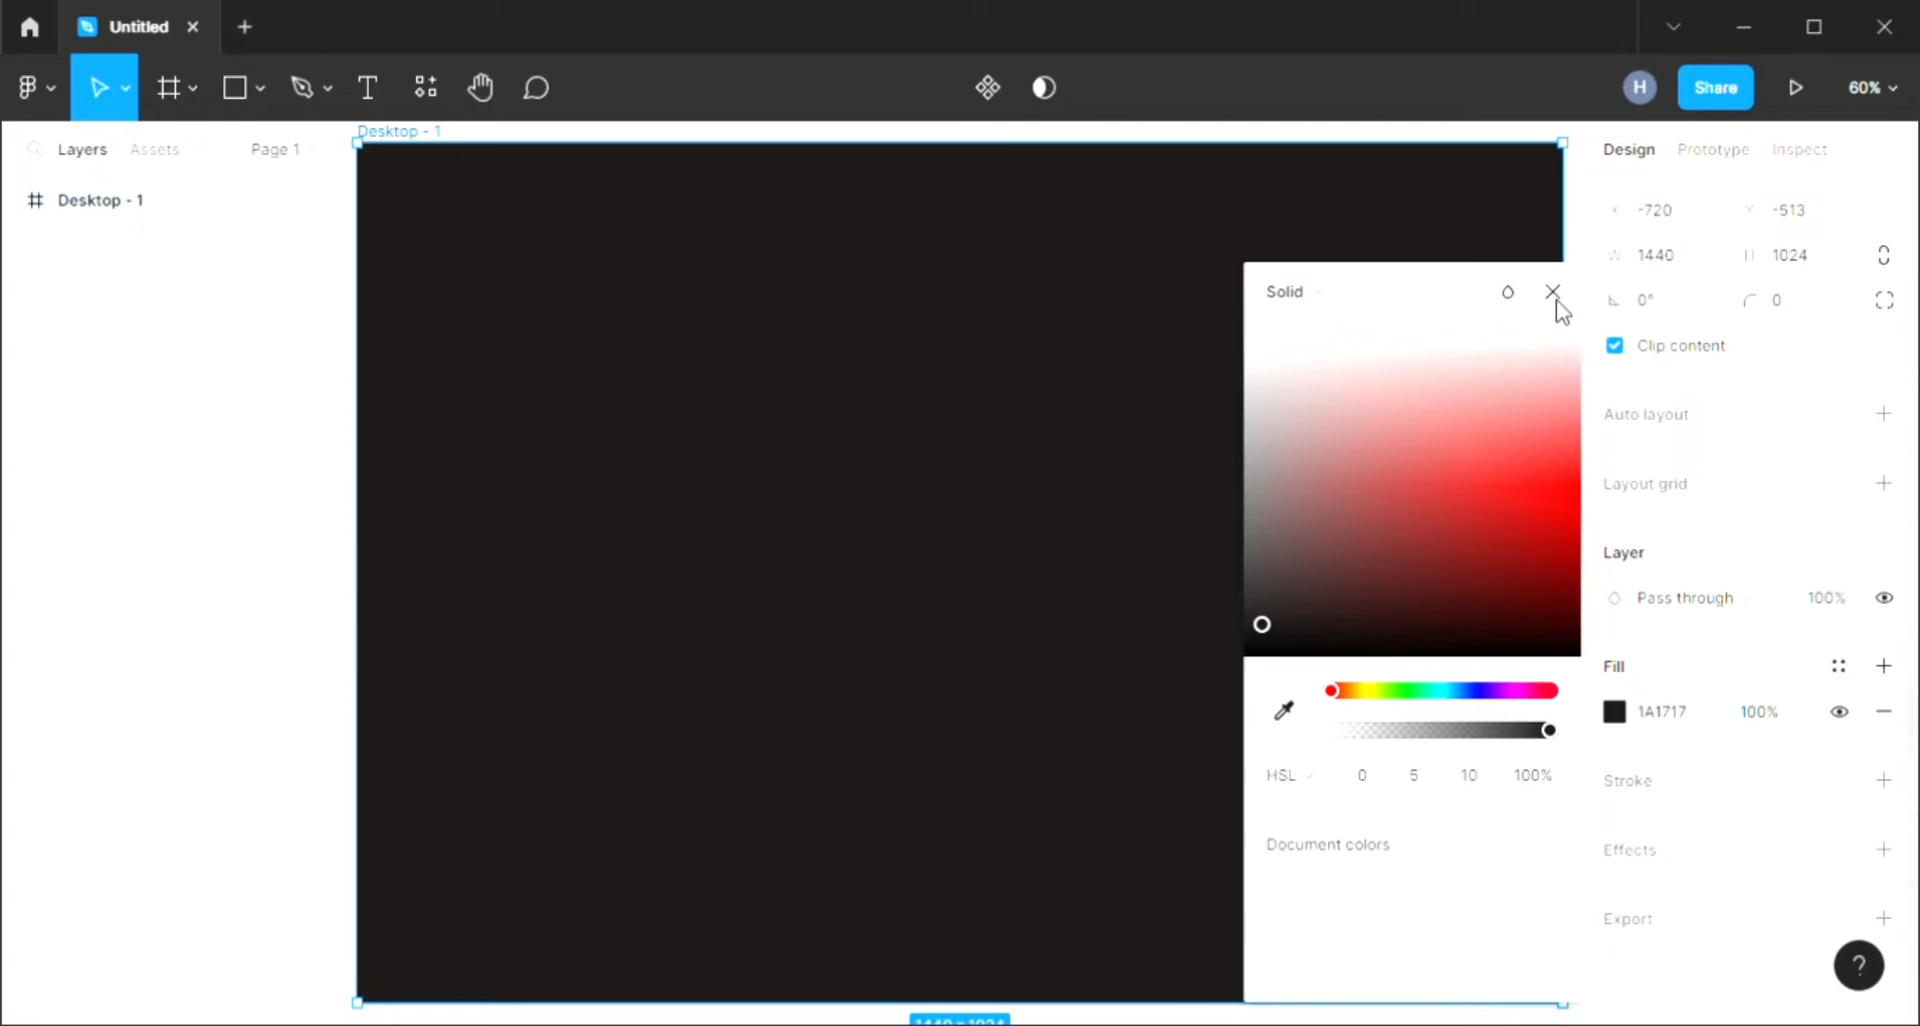 Untitled
H
Share
60%
Layers
Assets
Page 1
Desktop - 1
Desktop - 1
1440 x 1024
Solid
HSL
0
5
10
100%
Document colors
Design
Prototype
Inspect
X
-720
Y
-513
W
1440
H
1024
0°
0
Clip content
Auto layout
Layout grid
Layer
Pass through
100%
Fill
1A1717
100%
Stroke
Effects
Export
?